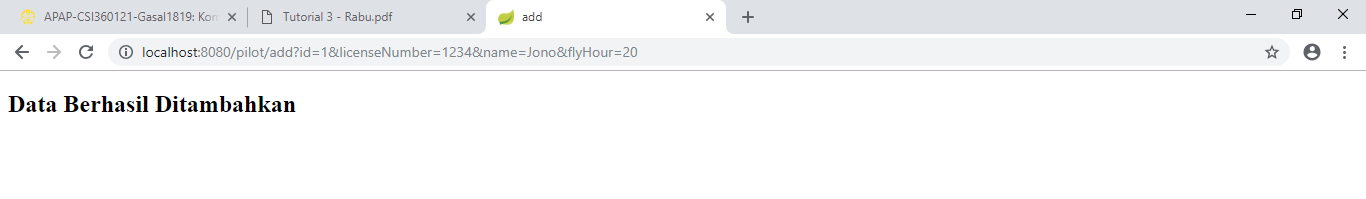 APAP-CSI360121-Gasal1819: Kom
Tutorial 3 - Rabu.pdf
add
localhost:8080/pilot/add?id=1&licenseNumber=1234&name=Jono&flyHour=20
Data Berhasil Ditambahkan